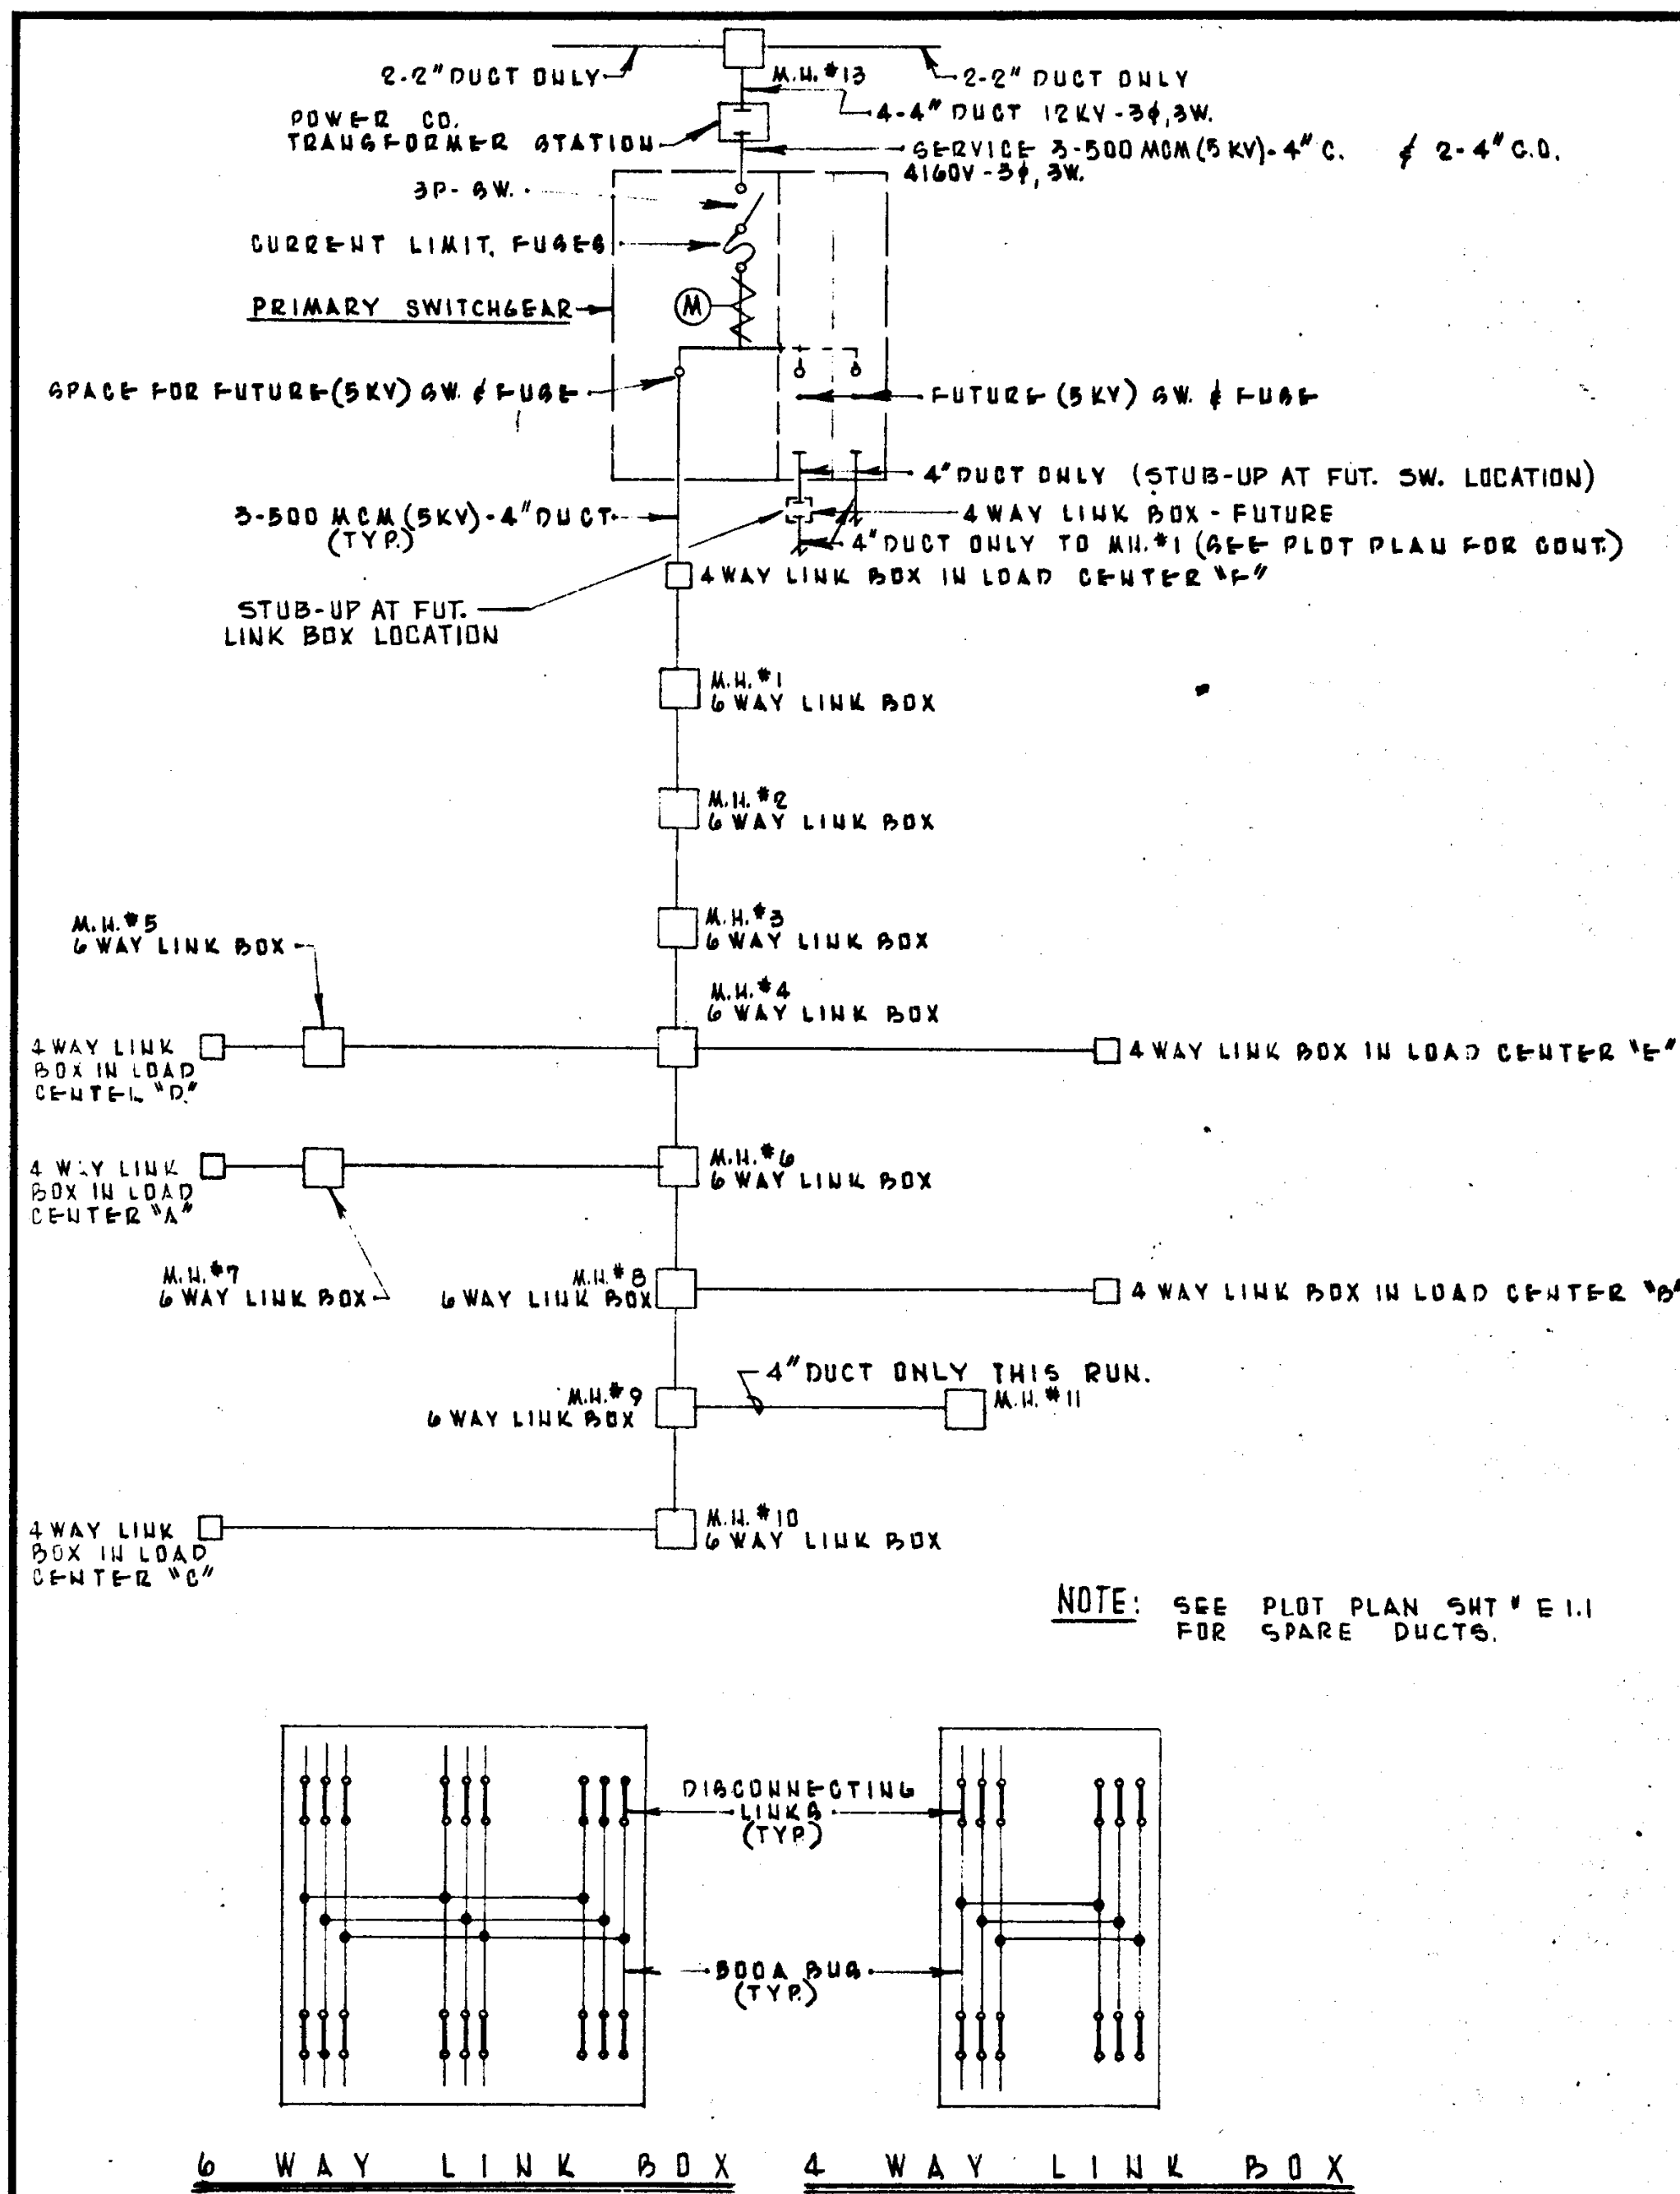 2-2" DUCT ONLY
M.H. #13
2-2" DUCT ONLY
POWER CO.
TRANSFORMER STATION
4-4" DUCT 12KV-3ϕ,3W.
SERVICE 3-500 MCM(5 KV)-4" C. & 2-4" C.O.
4160V-3ϕ, 3W.
3P-SW.
CURRENT LIMIT. FUSES
PRIMARY SWITCHGEAR
M
SPACE FOR FUTURE(5KV) SW. & FUSE
FUTURE (5 KV) SW. & FUSE
4" DUCT ONLY (STUB-UP AT FUT. SW. LOCATION)
3-500 MCM(5KV)-4" DUCT
(TYP.)
4 WAY LINK BOX - FUTURE
4" DUCT ONLY TO MH.#1 (SEE PLOT PLAN FOR CONT.)
4 WAY LINK BOX IN LOAD CENTER "F"
STUB-UP AT FUT.
LINK BOX LOCATION
M.H. #1
6 WAY LINK BOX
M.H. #2
6 WAY LINK BOX
M.H. #3
6 WAY LINK BOX
M.H. #5
6 WAY LINK BOX
M.H. #4
6 WAY LINK BOX
4 WAY LINK
BOX IN LOAD
CENTER "D."
4 WAY LINK BOX IN LOAD CENTER "E"
4 WAY LINK
BOX IN LOAD
CENTER "A"
M.H. #6
6 WAY LINK BOX
M.H. #7
6 WAY LINK BOX
M.H. #8
6 WAY LINK BOX
4 WAY LINK BOX IN LOAD CENTER "B"
4" DUCT ONLY THIS RUN.
M.H. #9
6 WAY LINK BOX
M.H. #11
4 WAY LINK
BOX IN LOAD
CENTER "C"
M.H. #10
6 WAY LINK BOX
NOTE: SEE PLOT PLAN SHT # E 1.1
FOR SPARE DUCTS.
DISCONNECTING
LINKS
(TYP.)
500A BUS
(TYP.)
6 WAY LINK BOX
4 WAY LINK BOX